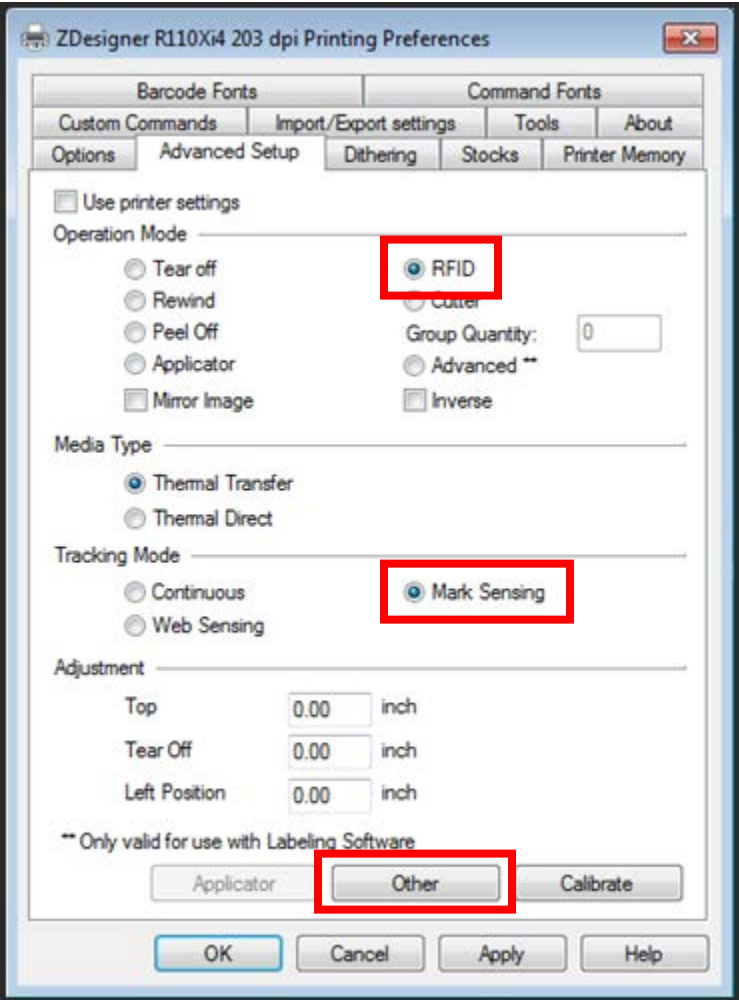 ZDesigner R110Xi4 203 dpi Printing Preferences
Barcode Fonts Command Fonts
Custom Commands Import/Export settings Tools About
Options Advanced Setup Dithering Stocks Printer Memory
Use printer settings
Operation Mode
Tear off RFID
Rewind Cutter
Peel Off Group Quantity: 0
Applicator Advanced **
Mirror Image Inverse
Media Type
Thermal Transfer
Thermal Direct
Tracking Mode
Continuous Mark Sensing
Web Sensing
Adjustment
Top 0.00 inch
Tear Off 0.00 inch
Left Position 0.00 inch
** Only valid for use with Labeling Software
Applicator Other Calibrate
OK Cancel Apply Help